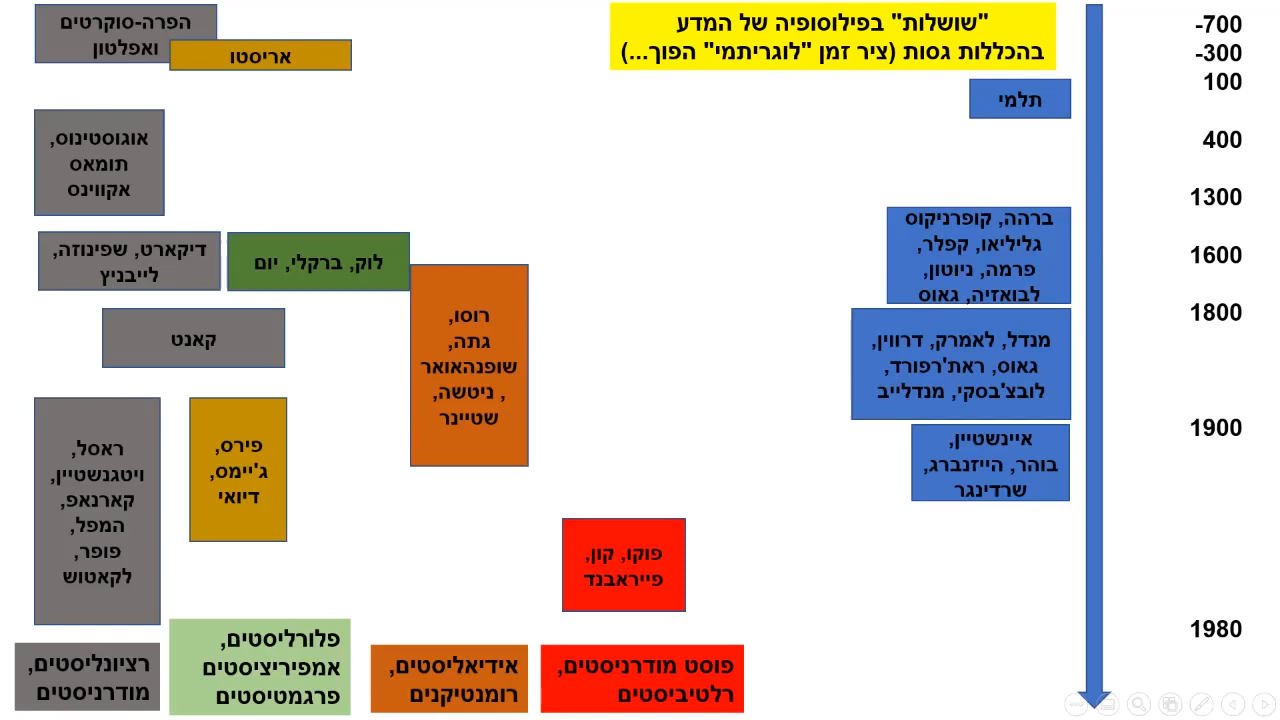 "שושלות" בפילוסופיה של המדע
בהכללות גסות (ציר זמן "לוגריתמי" הפוך...)
-700
-300
100
400
1300
1600
1800
1900
1980
תלמי
ברהה, קופרניקוס
גליליאו, קפלר,
פרמה, ניוטון,
לבואזיה, גאוס
מנדל, לאמרק, דרווין,
גאוס, ראת'רפורד,
לובצ'בסקי, מנדלייב
איינשטיין,
בוהר, הייזנברג,
שרדינגר
הפרה-סוקרטים
ואפלטון
אריסטו
אוגוסטינוס,
תומאס
אקווינס
דיקארט, שפינוזה,
לייבניץ
לוק, ברקלי, יום
רוסו,
גתה,
שופנהאואר
, ניטשה,
שטיינר
קאנט
ראסל,
ויטגנשטיין,
קארנאפ,
המפל,
פופר,
לקאטוש
פירס,
ג'יימס,
דיואי
פוקו, קון,
פייראבנד
פוסט מודרניסטים,
רלטיביסטים
אידיאליסטים,
רומנטיקנים
פלורליסטים,
אמפיריציסטים
פרגמטיסטים
רציונליסטים,
מודרניסטים